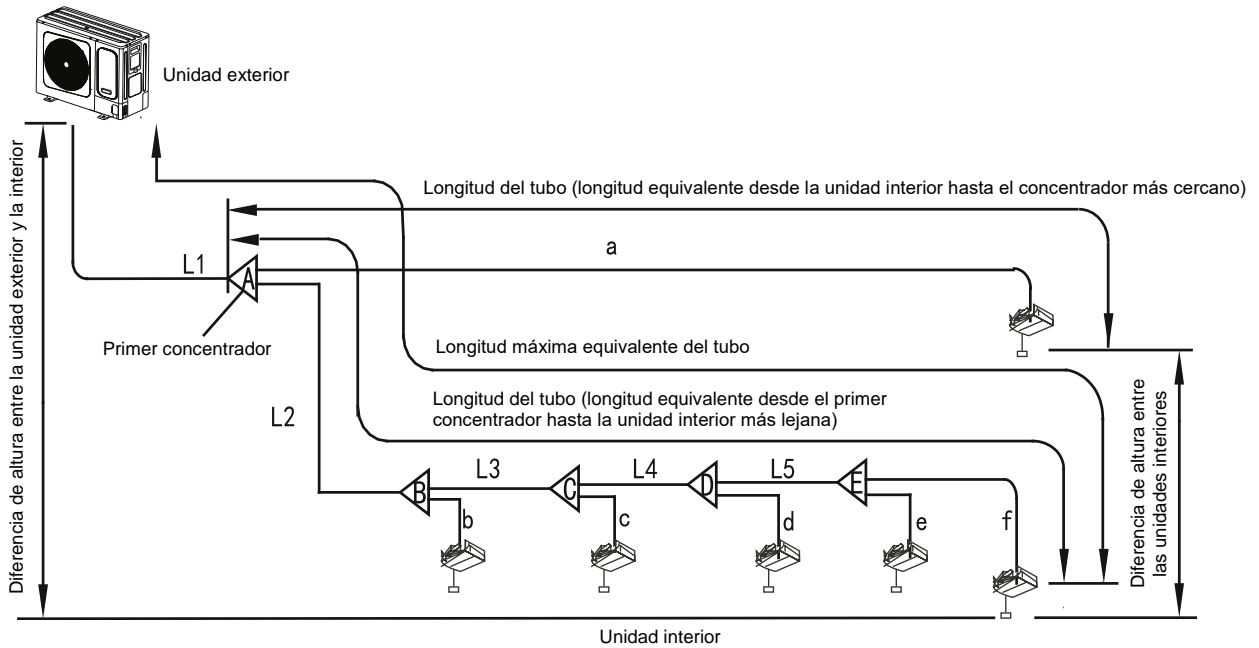 Unidad exterior
Longitud del tubo (longitud equivalente desde la unidad interior hasta el concentrador más cercano)
a
L1
A
Primer concentrador
Longitud máxima equivalente del tubo
Longitud del tubo (longitud equivalente desde el primer
concentrador hasta la unidad interior más lejana)
L2
L3
L4
L5
B
C
D
E
b
c
d
e
f
Diferencia de altura entre la unidad exterior y la interior
Diferencia de altura entre
las unidades interiores
Unidad interior